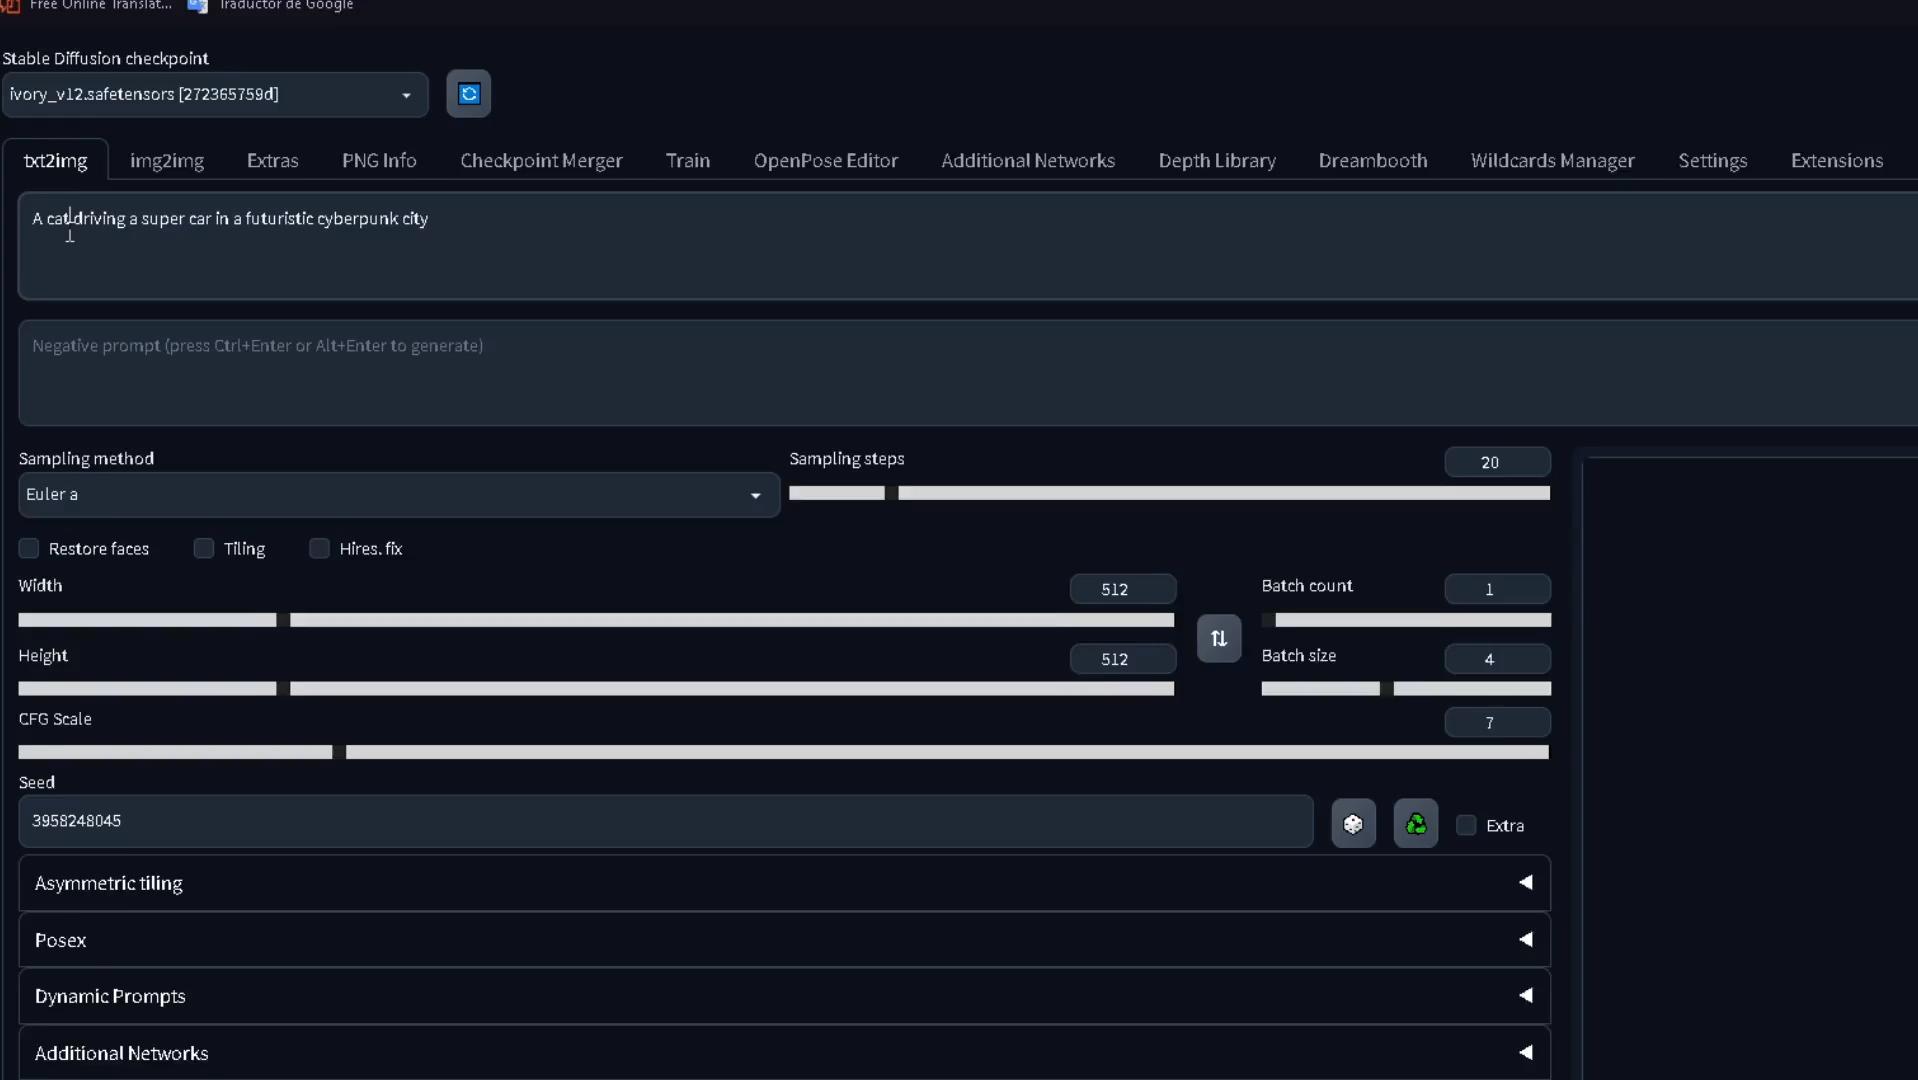 Free Online Translat... Traductor de Google
Stable Diffusion checkpoint
ivory_v12.safetensors [272365759d]
txt2img img2img Extras PNG Info Checkpoint Merger Train OpenPose Editor Additional Networks Depth Library Dreambooth Wildcards Manager Settings Extensions
A cat driving a super car in a futuristic cyberpunk city
Negative prompt (press Ctrl+Enter or Alt+Enter to generate)
Sampling method Sampling steps 20
Euler a
Restore faces Tiling Hires. fix
Width 512 Batch count 1
Height 512 Batch size 4
CFG Scale 7
Seed
3958248045 Extra
Asymmetric tiling
Posex
Dynamic Prompts
Additional Networks